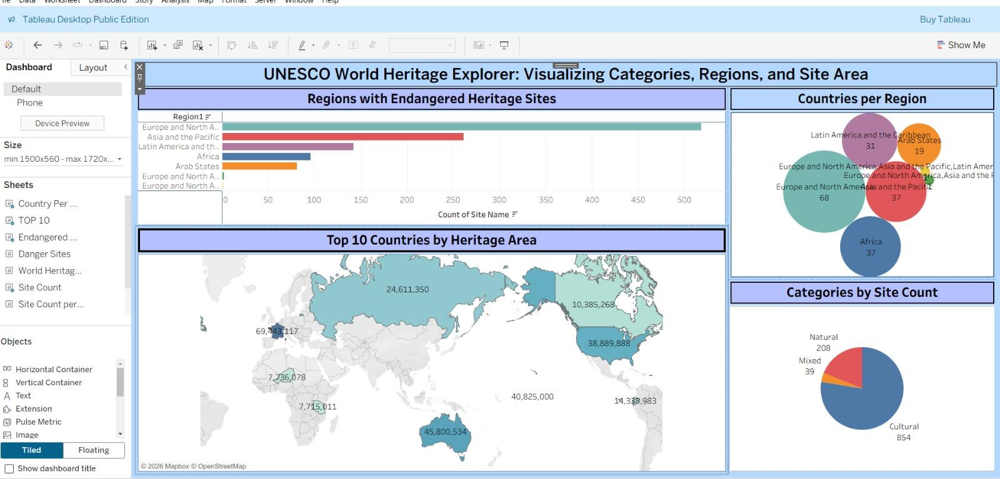 Data Worksheet Dashboard Story Analysis Map Format Server Window Help
Tableau Desktop Public Edition
Buy Tableau
Show Me
Dashboard
Layout
Default
Phone
Device Preview
Size
min 1500x560 - max 1720x...
Sheets
Country Per ...
TOP 10
Endangered ...
Danger Sites
World Heritag...
Site Count
Site Count per...
Objects
Horizontal Container
Vertical Container
Text
Extension
Pulse Metric
Image
Tiled
Floating
Show dashboard title
UNESCO World Heritage Explorer: Visualizing Categories, Regions, and Site Area
Regions with Endangered Heritage Sites
Region1
Europe and North A..
Asia and the Pacific
Latin America and th..
Africa
Arab States
Europe and North A..
Europe and North A..
0 50 100 150 200 250 300 350 400 450 500
Count of Site Name
Top 10 Countries by Heritage Area
24,611,350
10,385,268
69,443,117
38,889,888
7,736,078
40,825,000
14,338,983
7,715,011
45,800,534
© 2026 Mapbox © OpenStreetMap
Countries per Region
Latin America and the Caribbean
31
Arab States
19
Europe and North America,Asia and the Pacific,Latin Amer
Europe and North America,Asia and the
Europe and North America
68
Asia and the Pacific
37
Africa
37
Categories by Site Count
Natural
208
Mixed
39
Cultural
854